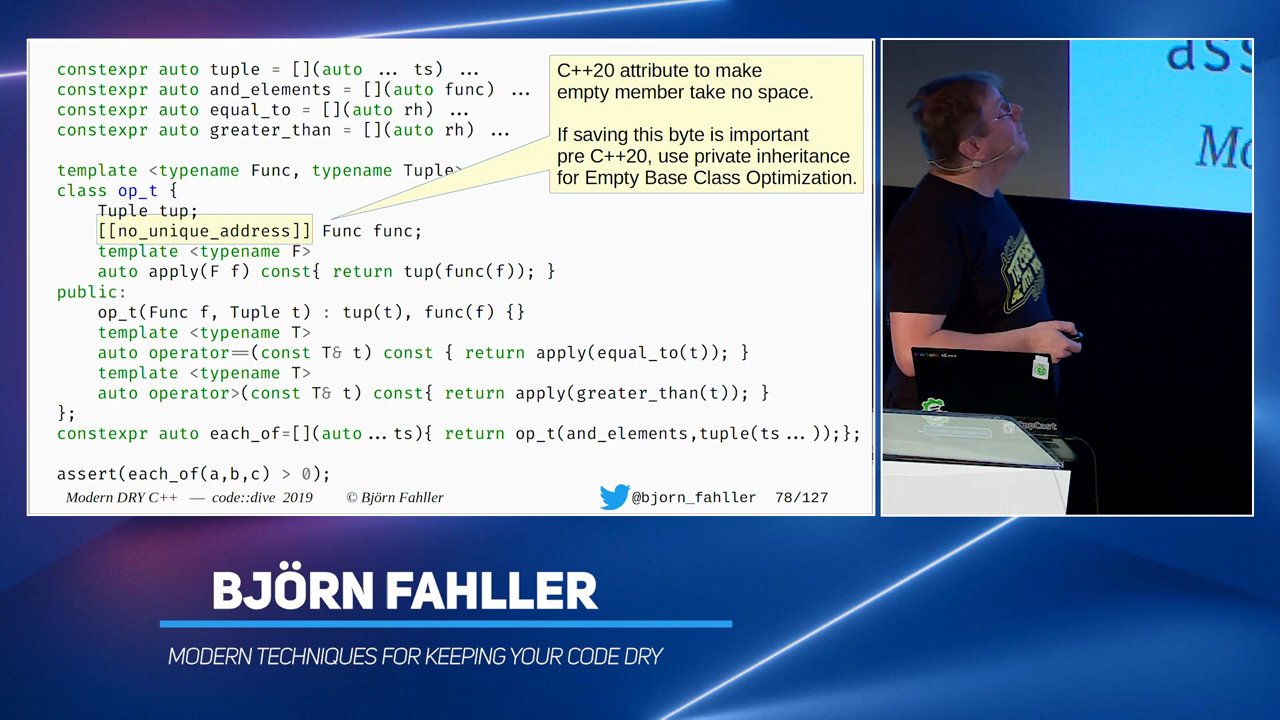 constexpr auto tuple = [](auto ... ts) ...
constexpr auto and_elements = [](auto func) ...
constexpr auto equal_to = [](auto rh) ...
constexpr auto greater_than = [](auto rh) ...
template <typename Func, typename Tuple>
class op_t {
Tuple tup;
[[no_unique_address]] Func func;
template <typename F>
auto apply(F f) const{ return tup(func(f)); }
public:
op_t(Func f, Tuple t) : tup(t), func(f) {}
template <typename T>
auto operator==(const T& t) const { return apply(equal_to(t)); }
template <typename T>
auto operator>(const T& t) const{ return apply(greater_than(t)); }
};
constexpr auto each_of=[](auto...ts){ return op_t(and_elements,tuple(ts...));};
assert(each_of(a,b,c) > 0);
C++20 attribute to make
empty member take no space.
If saving this byte is important
pre C++20, use private inheritance
for Empty Base Class Optimization.
Modern DRY C++ — code::dive 2019 © Björn Fahller @bjorn_fahller 78/127
ass
Mo
CppCast
BJÖRN FAHLLER
MODERN TECHNIQUES FOR KEEPING YOUR CODE DRY